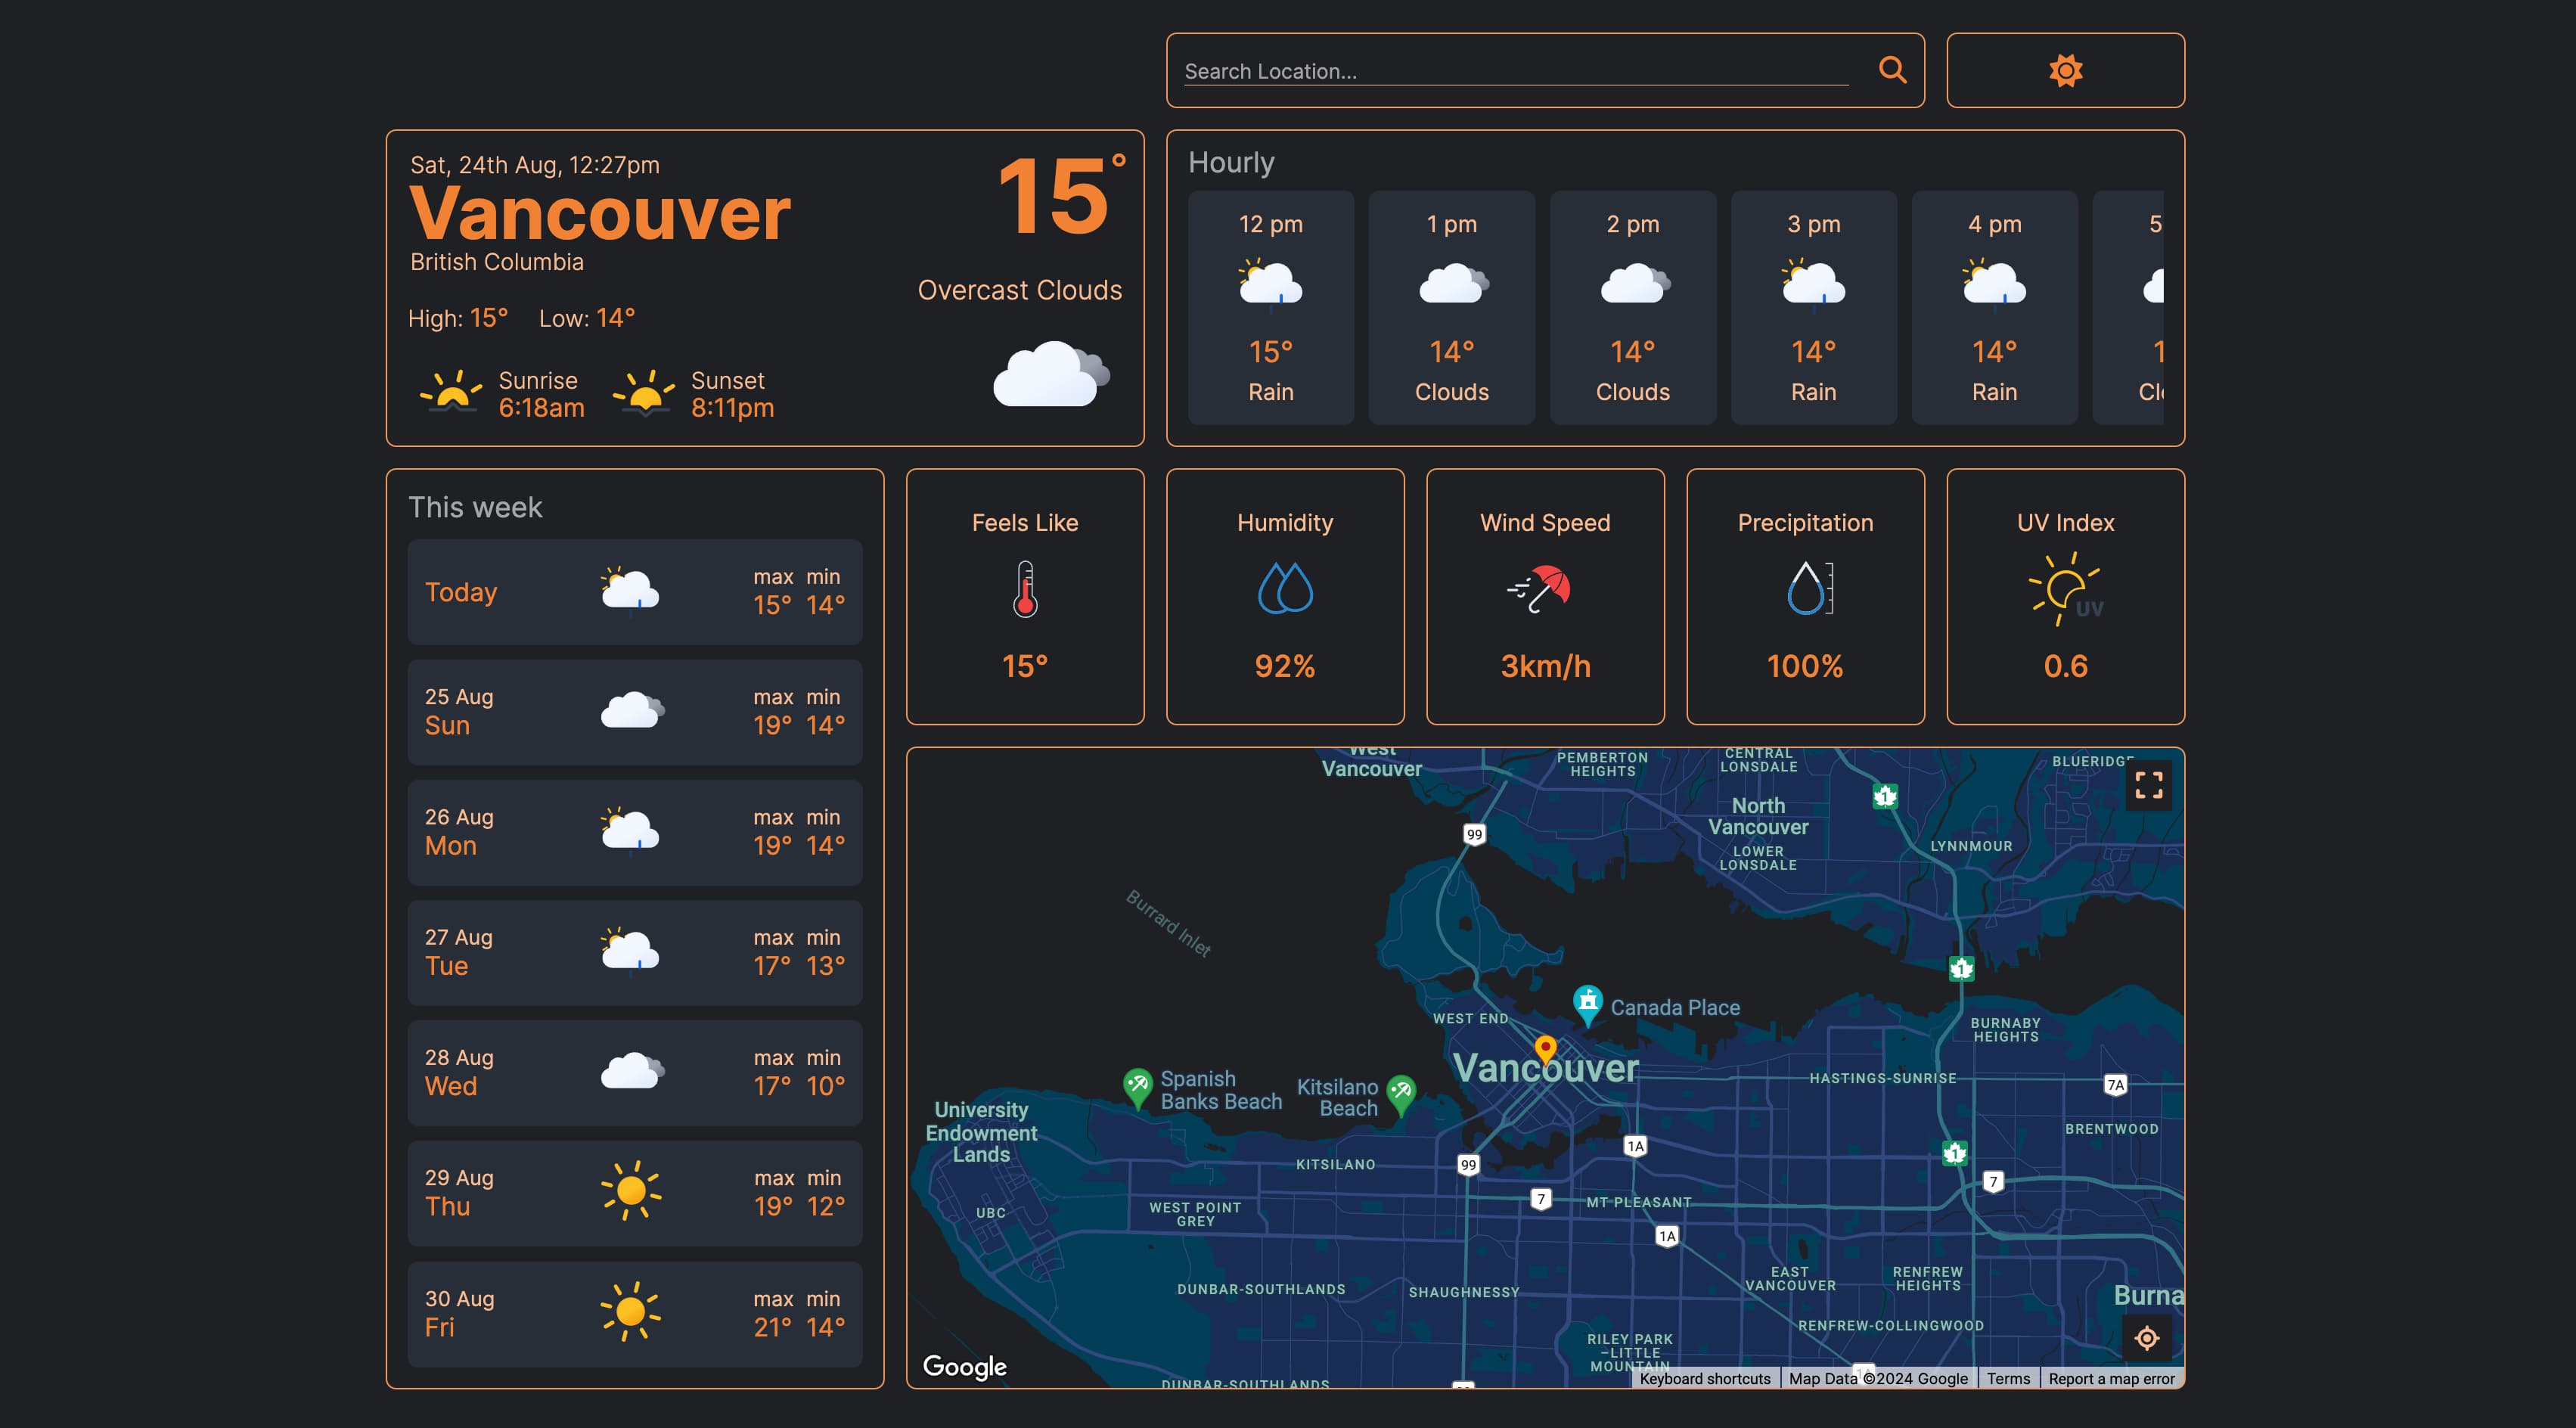 Search Location...
Sat, 24th Aug, 12:27pm
Vancouver
British Columbia
High: 15° Low: 14°
Sunrise
6:18am
Sunset
8:11pm
15°
Overcast Clouds
Hourly
12 pm
15°
Rain
1 pm
14°
Clouds
2 pm
14°
Clouds
3 pm
14°
Rain
4 pm
14°
Rain
5
1
This week
Today
max min
15° 14°
25 Aug
Sun
max min
19° 14°
26 Aug
Mon
max min
19° 14°
27 Aug
Tue
max min
17° 13°
28 Aug
Wed
max min
17° 10°
29 Aug
Thu
max min
19° 12°
30 Aug
Fri
max min
21° 14°
Feels Like
15°
Humidity
92%
Wind Speed
3km/h
Precipitation
100%
UV Index
UV
0.6
West
Vancouver
PEMBERTON
HEIGHTS
CENTRAL
LONSDALE
BLUERIDGE
1
North
Vancouver
99
LOWER
LONSDALE
LYNNMOUR
Burrard Inlet
1
Canada Place
WEST END
BURNABY
HEIGHTS
Vancouver
HASTINGS-SUNRISE
7A
Spanish
Banks Beach
Kitsilano
Beach
University
Endowment
Lands
BRENTWOOD
1A
1
KITSILANO
99
7
7
MT PLEASANT
UBC
WEST POINT
GREY
1A
EAST
VANCOUVER
RENFREW
HEIGHTS
DUNBAR-SOUTHLANDS
SHAUGHNESSY
Burna
RENFREW-COLLINGWOOD
RILEY PARK
–LITTLE
MOUNTAIN
Google
DUNBAR-SOUTHLANDS
Keyboard shortcuts
Map Data ©2024 Google
Terms
Report a map error